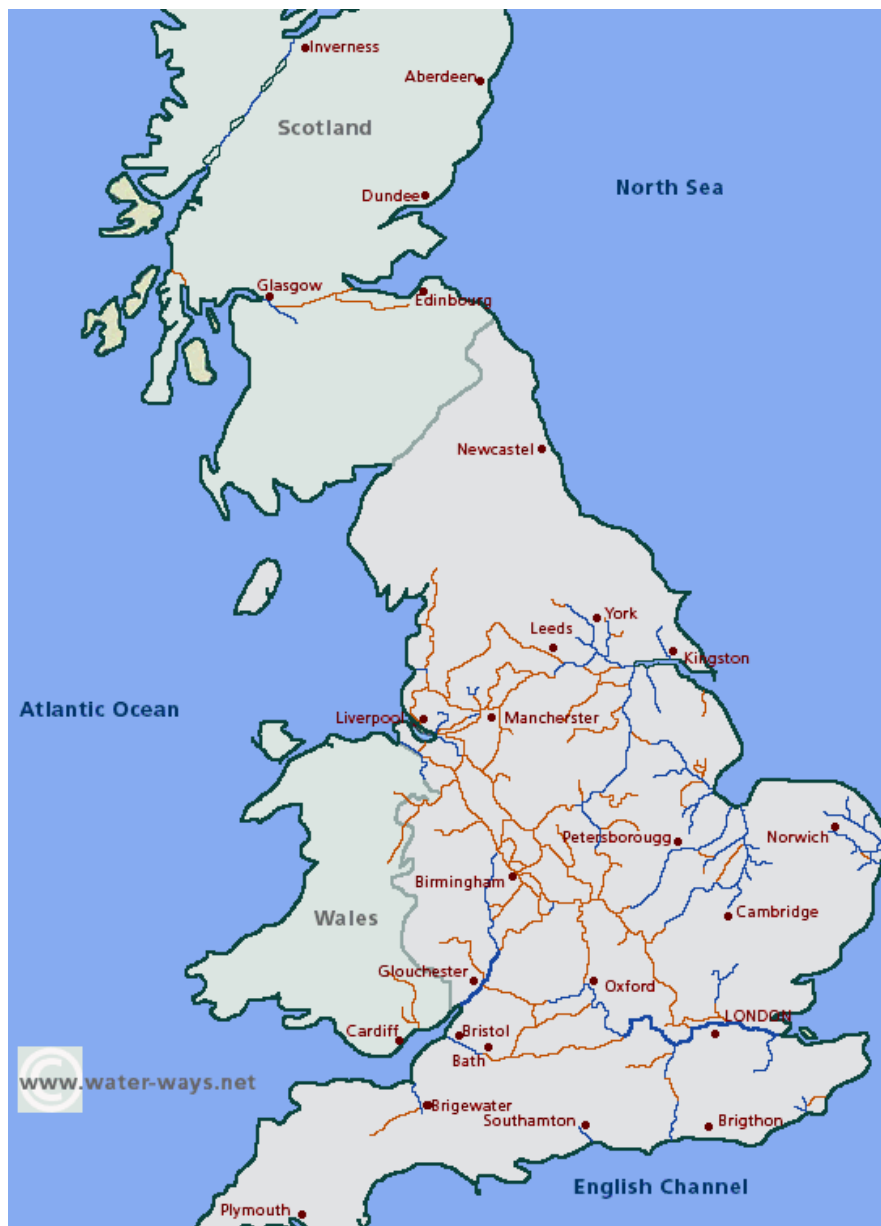 Inverness
Aberdeen
Scotland
North Sea
Dundee
Glasgow
Edinbourg
Newcastel
York
Leeds
Kingston
Atlantic Ocean
Liverpool
Mancherster
Petersborougg
Norwich
Birmingham
Wales
Cambridge
Glouchester
Oxford
LONDON
Cardiff
Bristol
Bath
©
www.water-ways.net
Brigewater
Southamton
Brigthon
English Channel
Plymouth